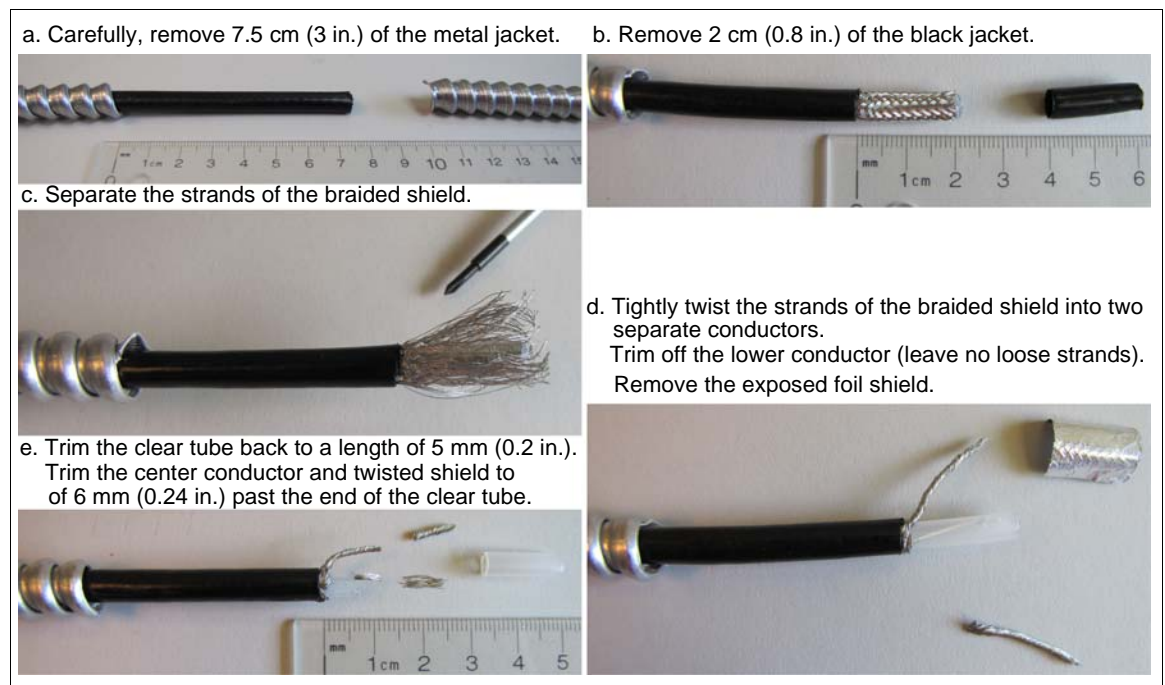 a. Carefully, remove 7.5 cm (3 in.) of the metal jacket.
1cm 2 3 4 5 6 7 8 9 10 11 12 13 14 15
b. Remove 2 cm (0.8 in.) of the black jacket.
mm
1cm 2 3 4 5 6
c. Separate the strands of the braided shield.
d. Tightly twist the strands of the braided shield into two
separate conductors.
Trim off the lower conductor (leave no loose strands).
Remove the exposed foil shield.
e. Trim the clear tube back to a length of 5 mm (0.2 in.).
Trim the center conductor and twisted shield to
of 6 mm (0.24 in.) past the end of the clear tube.
mm
1cm 2 3 4 5